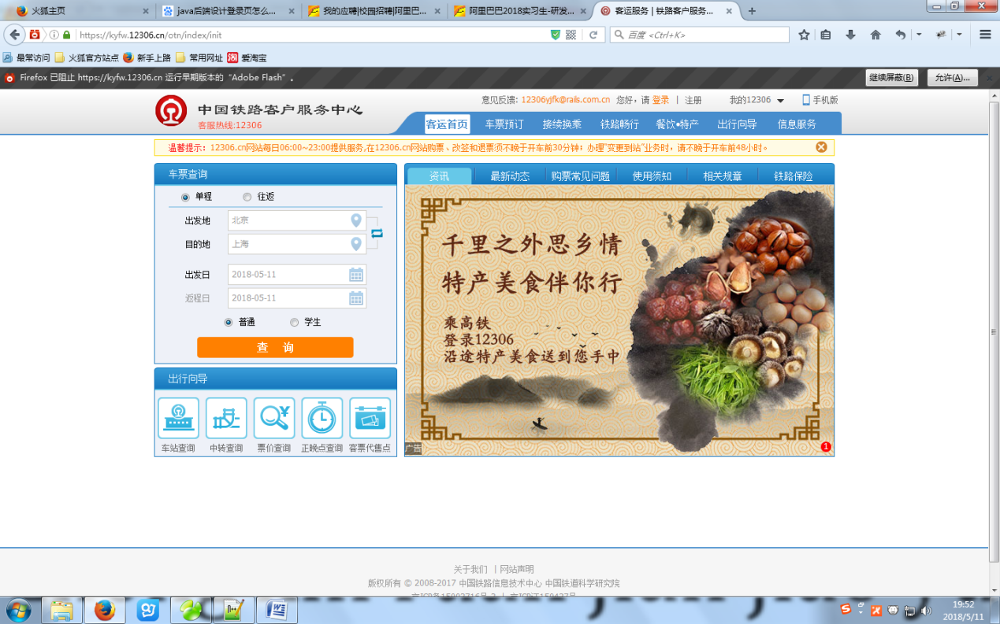 火狐主页
java后端设计登录页怎么...
我的应聘|校园招聘|阿里巴...
阿里巴巴2018实习生-研发...
客运服务 | 铁路客户服务...
https://kyfw.12306.cn/otn/index/init
百度 <Ctrl+K>
最常访问 火狐官方站点 新手上路 常用网址 爱淘宝
Firefox 已阻止 https://kyfw.12306.cn 运行早期版本的“Adobe Flash”。
继续屏蔽(B) 允许(A)...
中国铁路客户服务中心
客服热线:12306
意见反馈: 12306yjfk@rails.com.cn 您好，请 登录 | 注册 我的12306 手机版
客运首页 车票预订 接续换乘 铁路畅行 餐饮•特产 出行向导 信息服务
温馨提示：12306.cn网站每日06:00~23:00提供服务,在12306.cn网站购票、改签和退票须不晚于开车前30分钟；办理“变更到站”业务时，请不晚于开车前48小时。
车票查询
单程 往返
出发地 北京
目的地 上海
出发日 2018-05-11
返程日 2018-05-11
普通 学生
查 询
出行向导
车站查询 中转查询 票价查询 正晚点查询 客票代售点
资讯 最新动态 购票常见问题 使用须知 相关规章 铁路保险
千里之外思乡情
特产美食伴你行
乘高铁
登录12306
沿途特产美食送到您手中
广告
1
关于我们 | 网站声明
版权所有 © 2008-2017 中国铁路信息技术中心 中国铁道科学研究院
19:52
2018/5/11